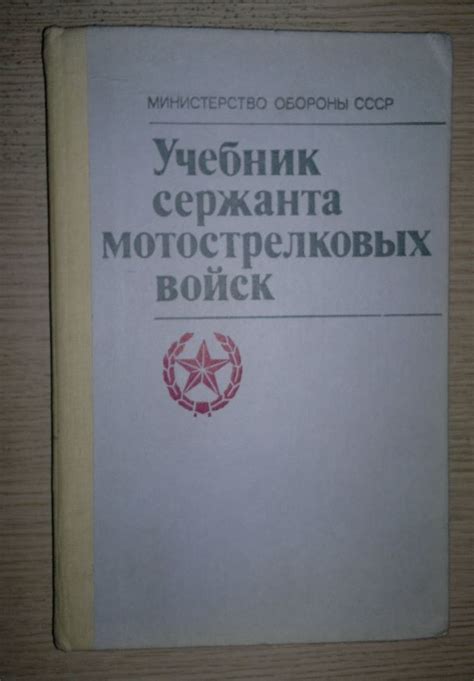 МИНИСТЕРСТВО ОБОРОНЫ СССР
Учебник
сержанта
мотострелковых
войск